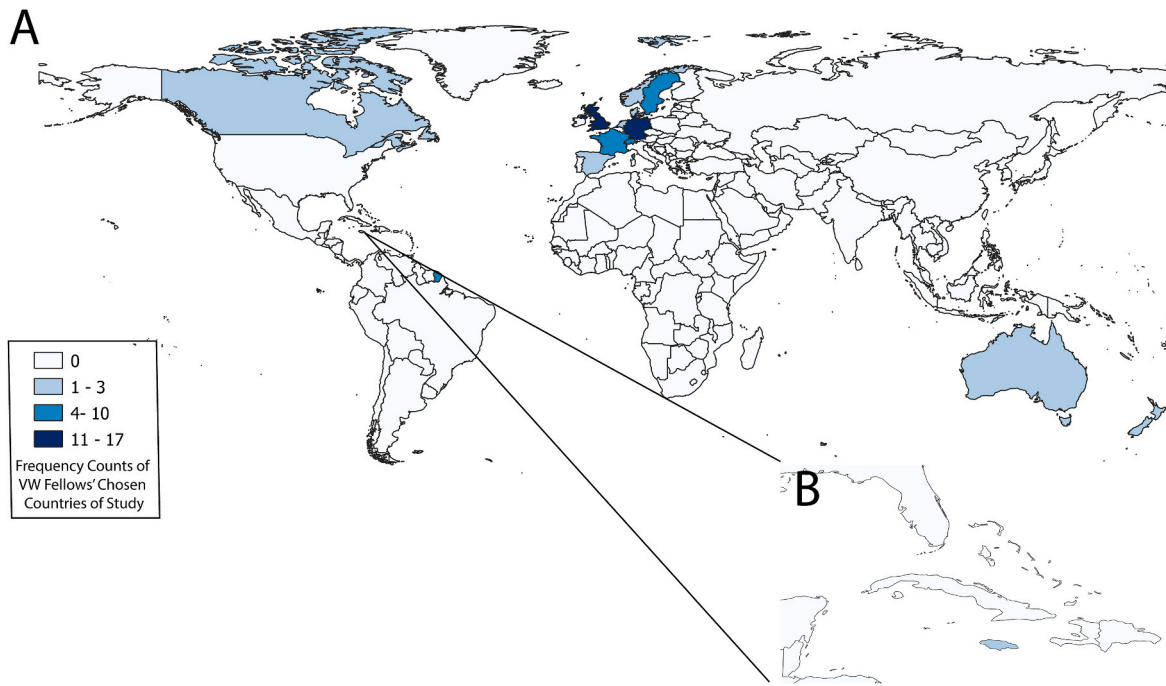 A
0
1 - 3
4- 10
11 - 17
Frequency Counts of
VW Fellows' Chosen
Countries of Study
B